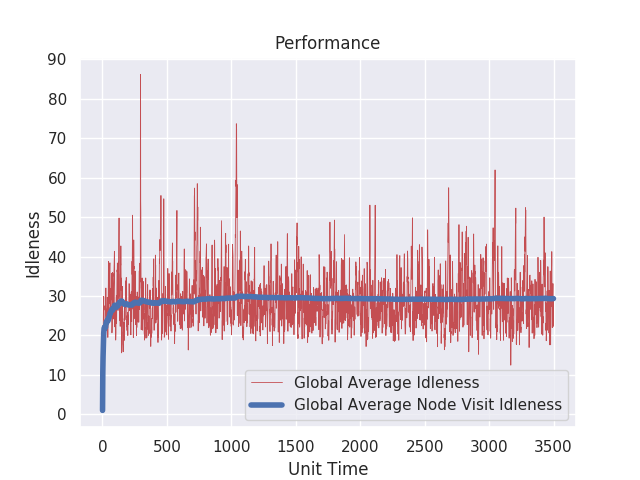 Performance
90
80
70
60
50
40
30
20
10
0
Idleness
Global Average Idleness
Global Average Node Visit Idleness
0 500 1000 1500 2000 2500 3000 3500
Unit Time